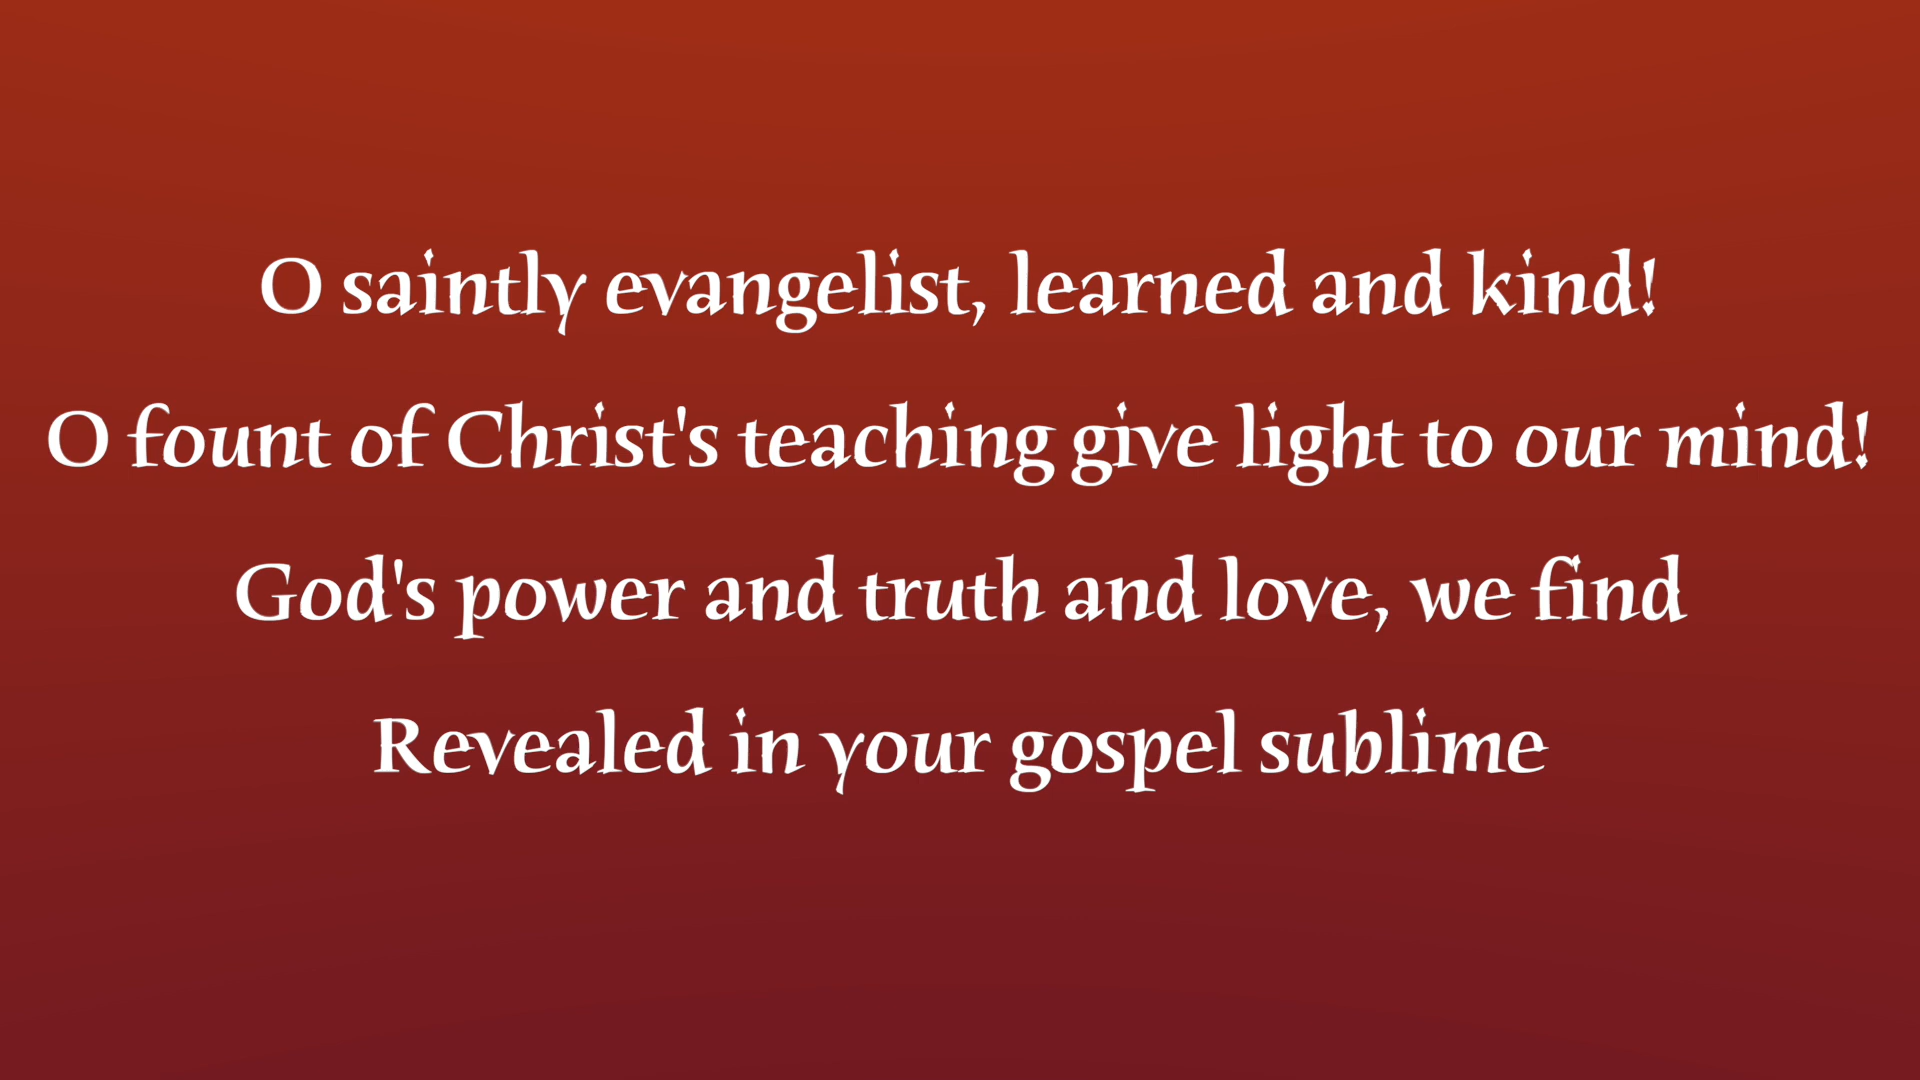 O saintly evangelist, learned and kind!
O fount of Christ's teaching give light to our mind!
God's power and truth and love, we find
Revealed in your gospel sublime